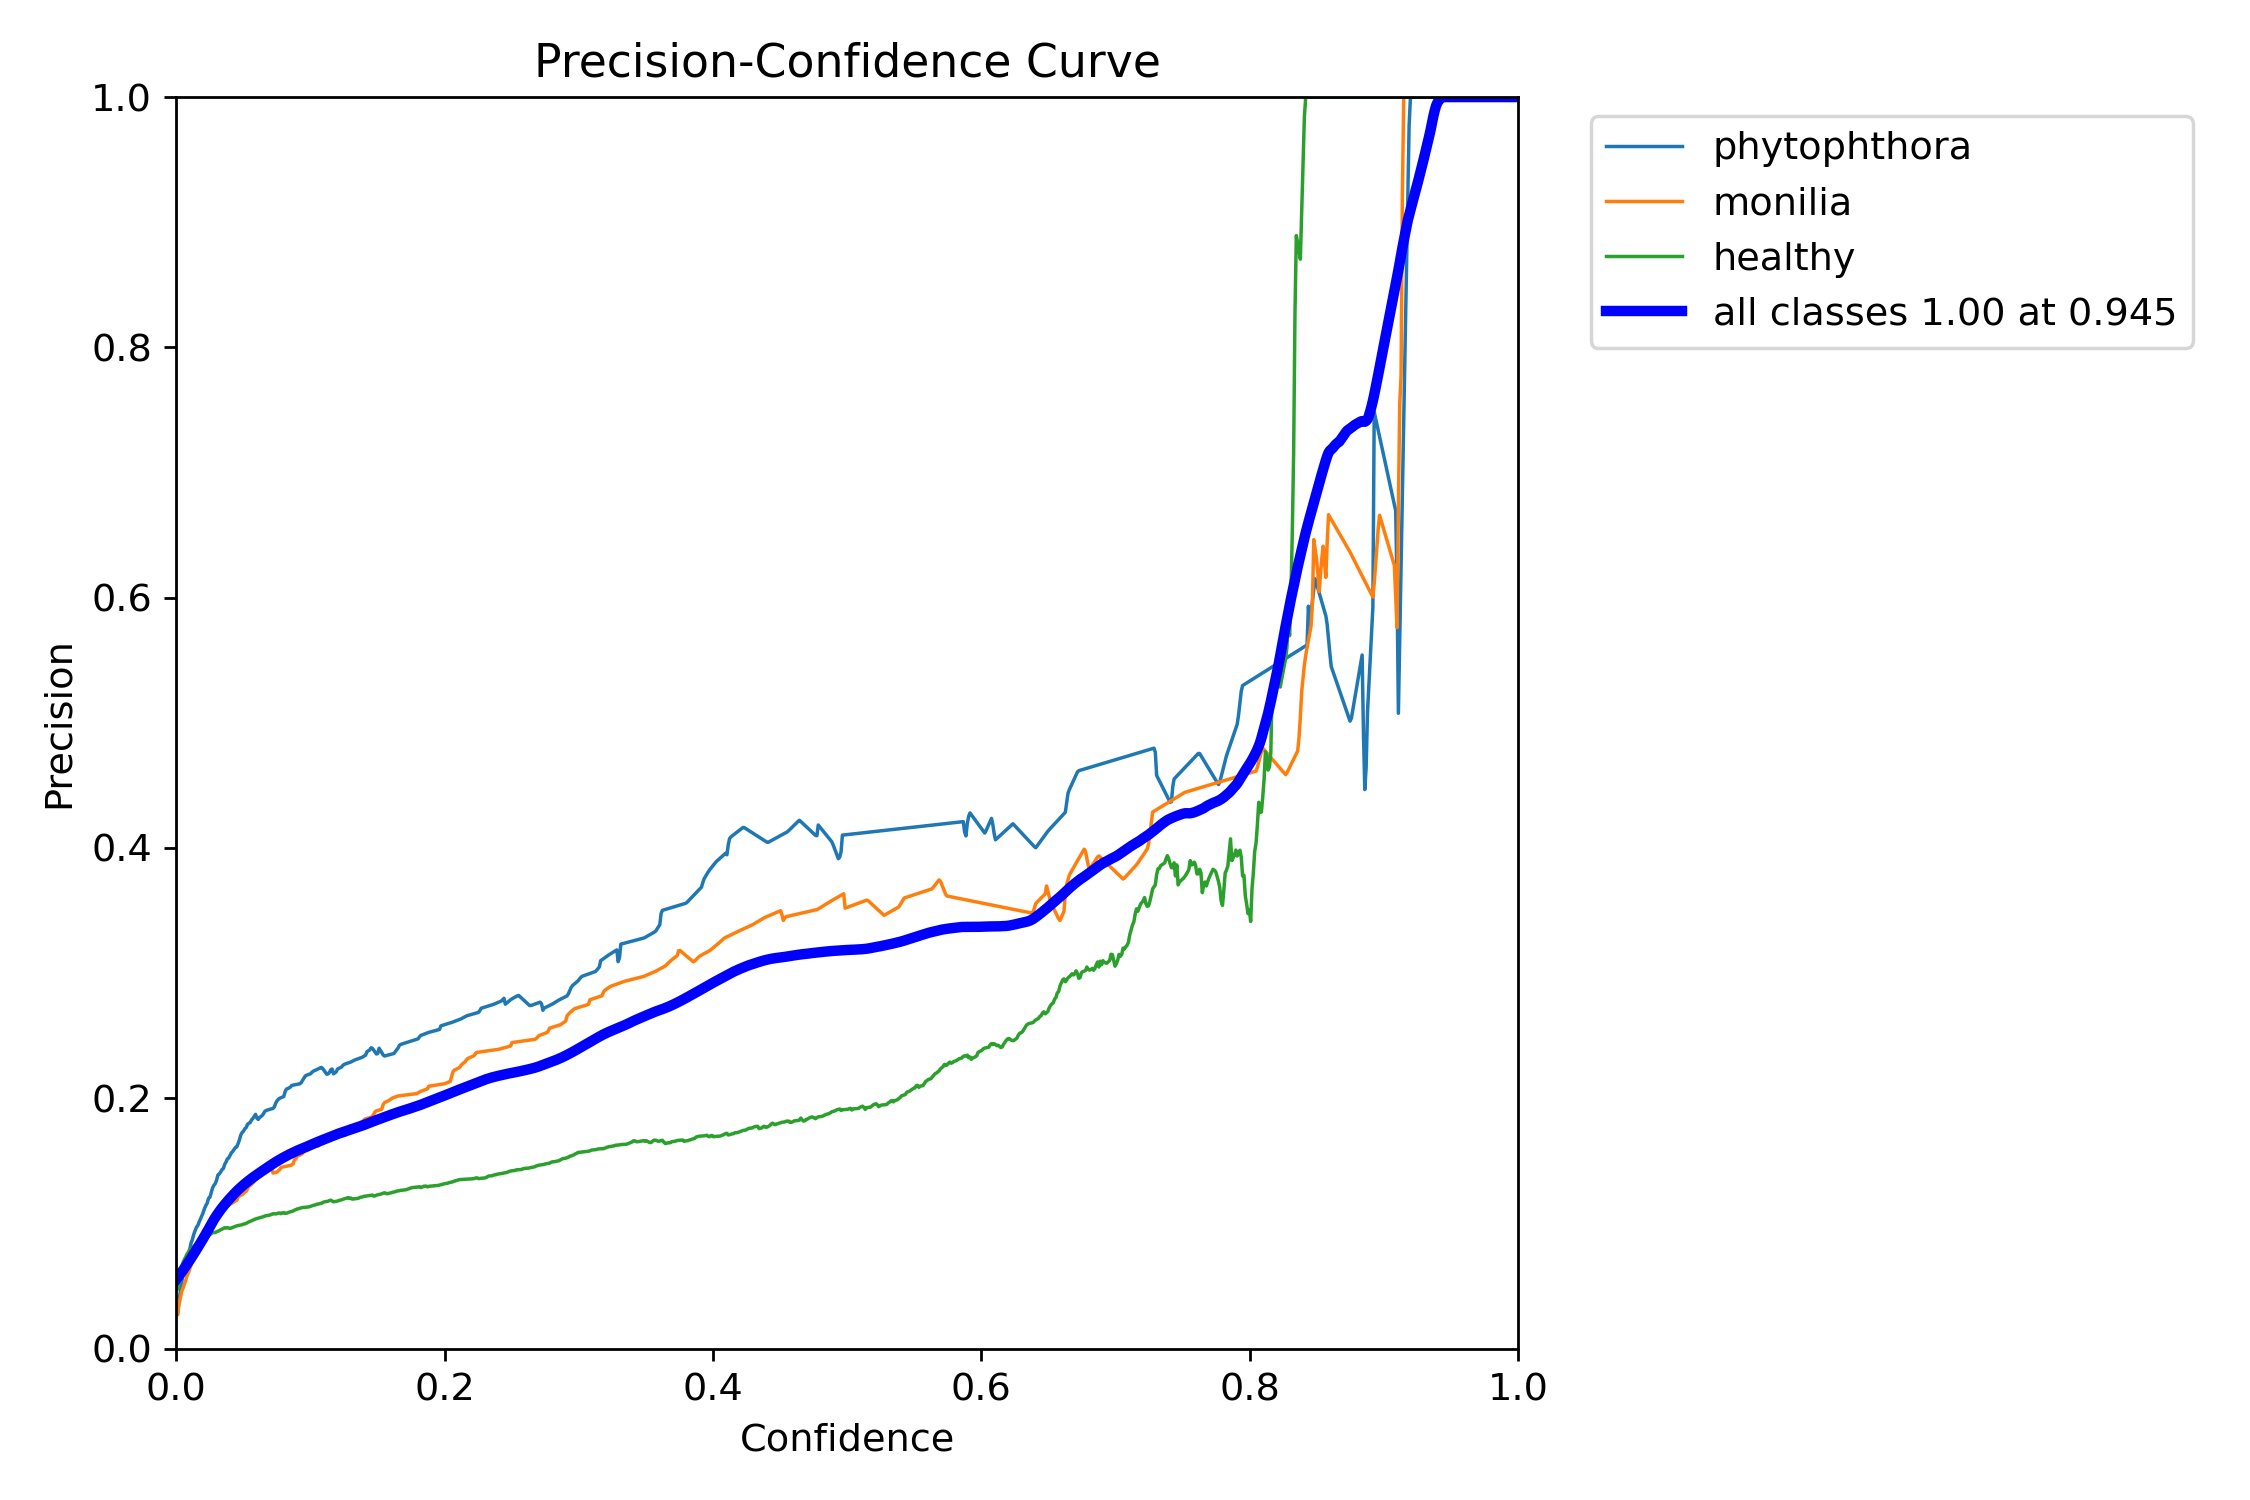 Precision-Confidence Curve
1.0
0.8
0.6
0.4
0.2
0.0
Precision
0.0 0.2 0.4 0.6 0.8 1.0
Confidence
phytophthora
monilia
healthy
all classes 1.00 at 0.945